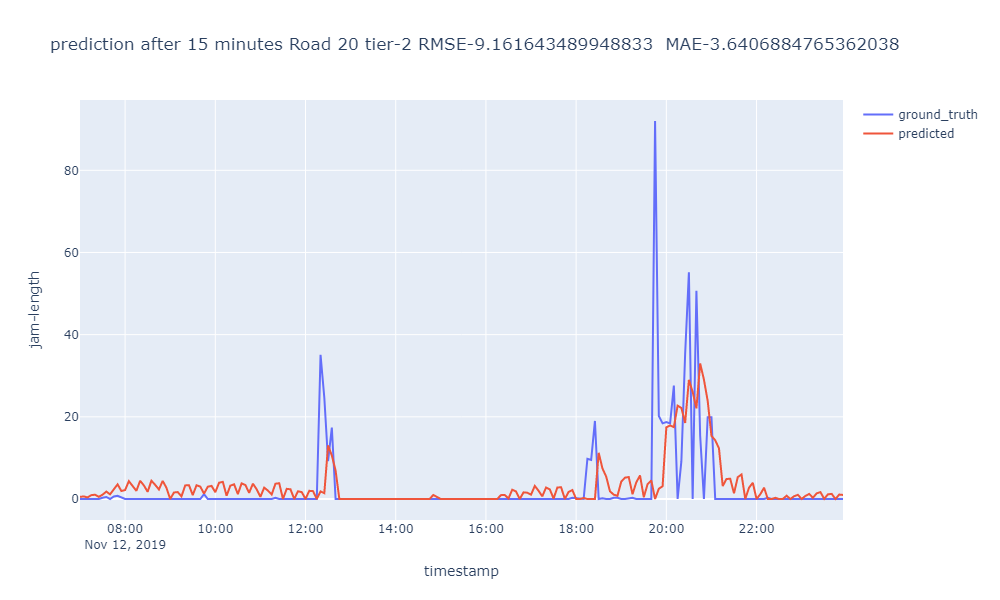 prediction after 15 minutes Road 20 tier-2 RMSE-9.161643489948833  MAE-3.6406884765362038
ground_truth
predicted
jam-length
80
60
40
20
0
08:00 10:00 12:00 14:00 16:00 18:00 20:00 22:00
Nov 12, 2019
timestamp